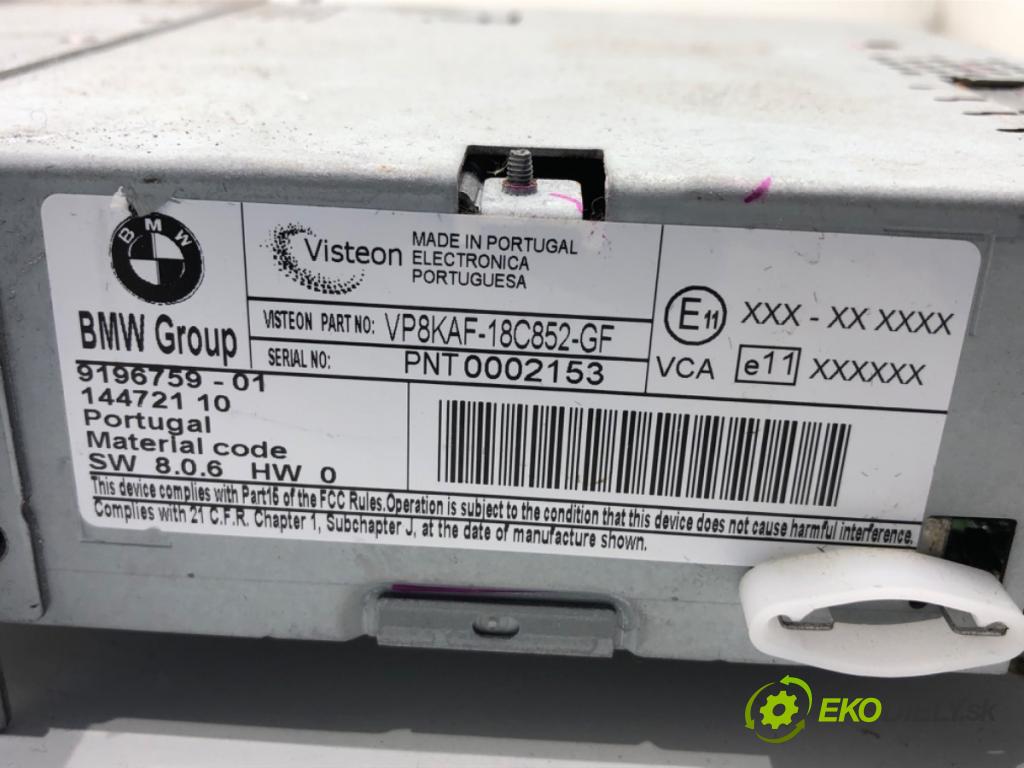 BMW
BMW Group
Visteon
MADE IN PORTUGAL
ELECTRONICA
PORTUGUESA
VISTEON PART NO: VP8KAF-18C852-GF
SERIAL NO: PNT0002153
E11 XXX - XX XXXX
VCA e11 XXXXXX
9196759 - 01
144721 10
Portugal
Material code
SW 8.0.6 HW 0
This device complies with Part15 of the FCC Rules.Operation is subject to the condition that this device does not cause harmful interference.
Complies with 21 C.F.R. Chapter 1, Subchapter J, at the date of manufacture shown.
EKODIELY.sk